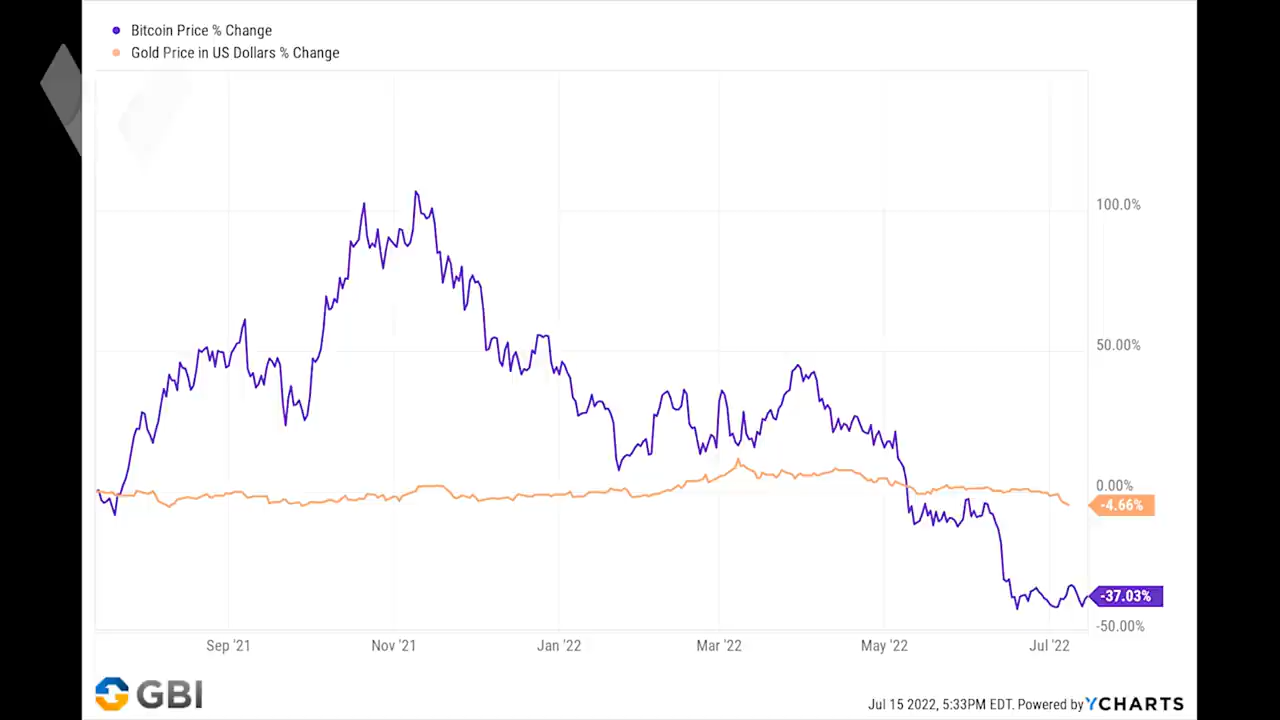 Bitcoin Price % Change
Gold Price in US Dollars % Change
100.0%
50.00%
0.00%
-4.66%
-37.03%
-50.00%
Sep '21 Nov '21 Jan '22 Mar '22 May '22 Jul '22
GBI
Jul 15 2022, 5:33PM EDT. Powered by YCHARTS